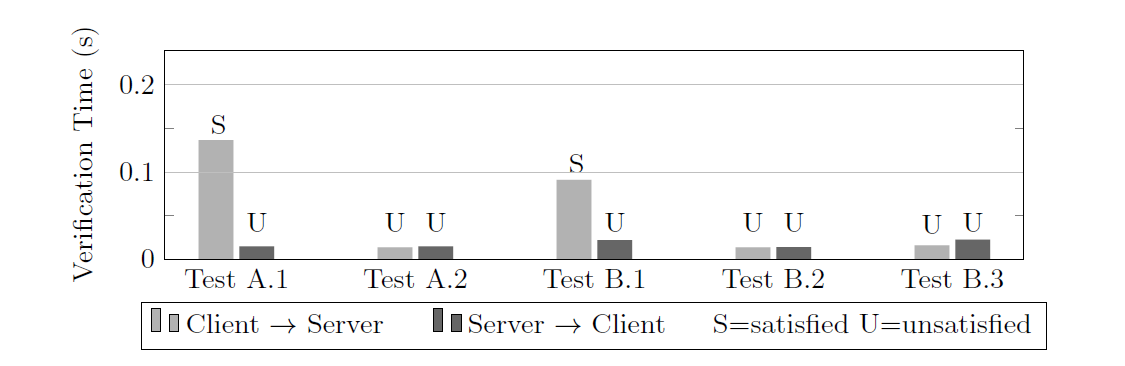 Verification Time (s)
0.2
0.1
0
S
U
U
U
S
U
U
U
U
U
Test A.1
Test A.2
Test B.1
Test B.2
Test B.3
Client → Server
Server → Client
S=satisfied U=unsatisfied